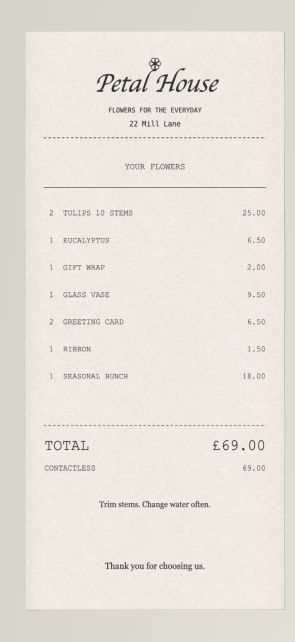 Petal House
FLOWERS FOR THE EVERYDAY
22 Mill Lane
YOUR FLOWERS
2 TULIPS 10 STEMS 25.00
1 EUCALYPTUS 6.50
1 GIFT WRAP 2.00
1 GLASS VASE 9.50
2 GREETING CARD 6.50
1 RIBBON 1.50
1 SEASONAL BUNCH 18.00
TOTAL £69.00
CONTACTLESS 69.00
Trim stems. Change water often.
Thank you for choosing us.